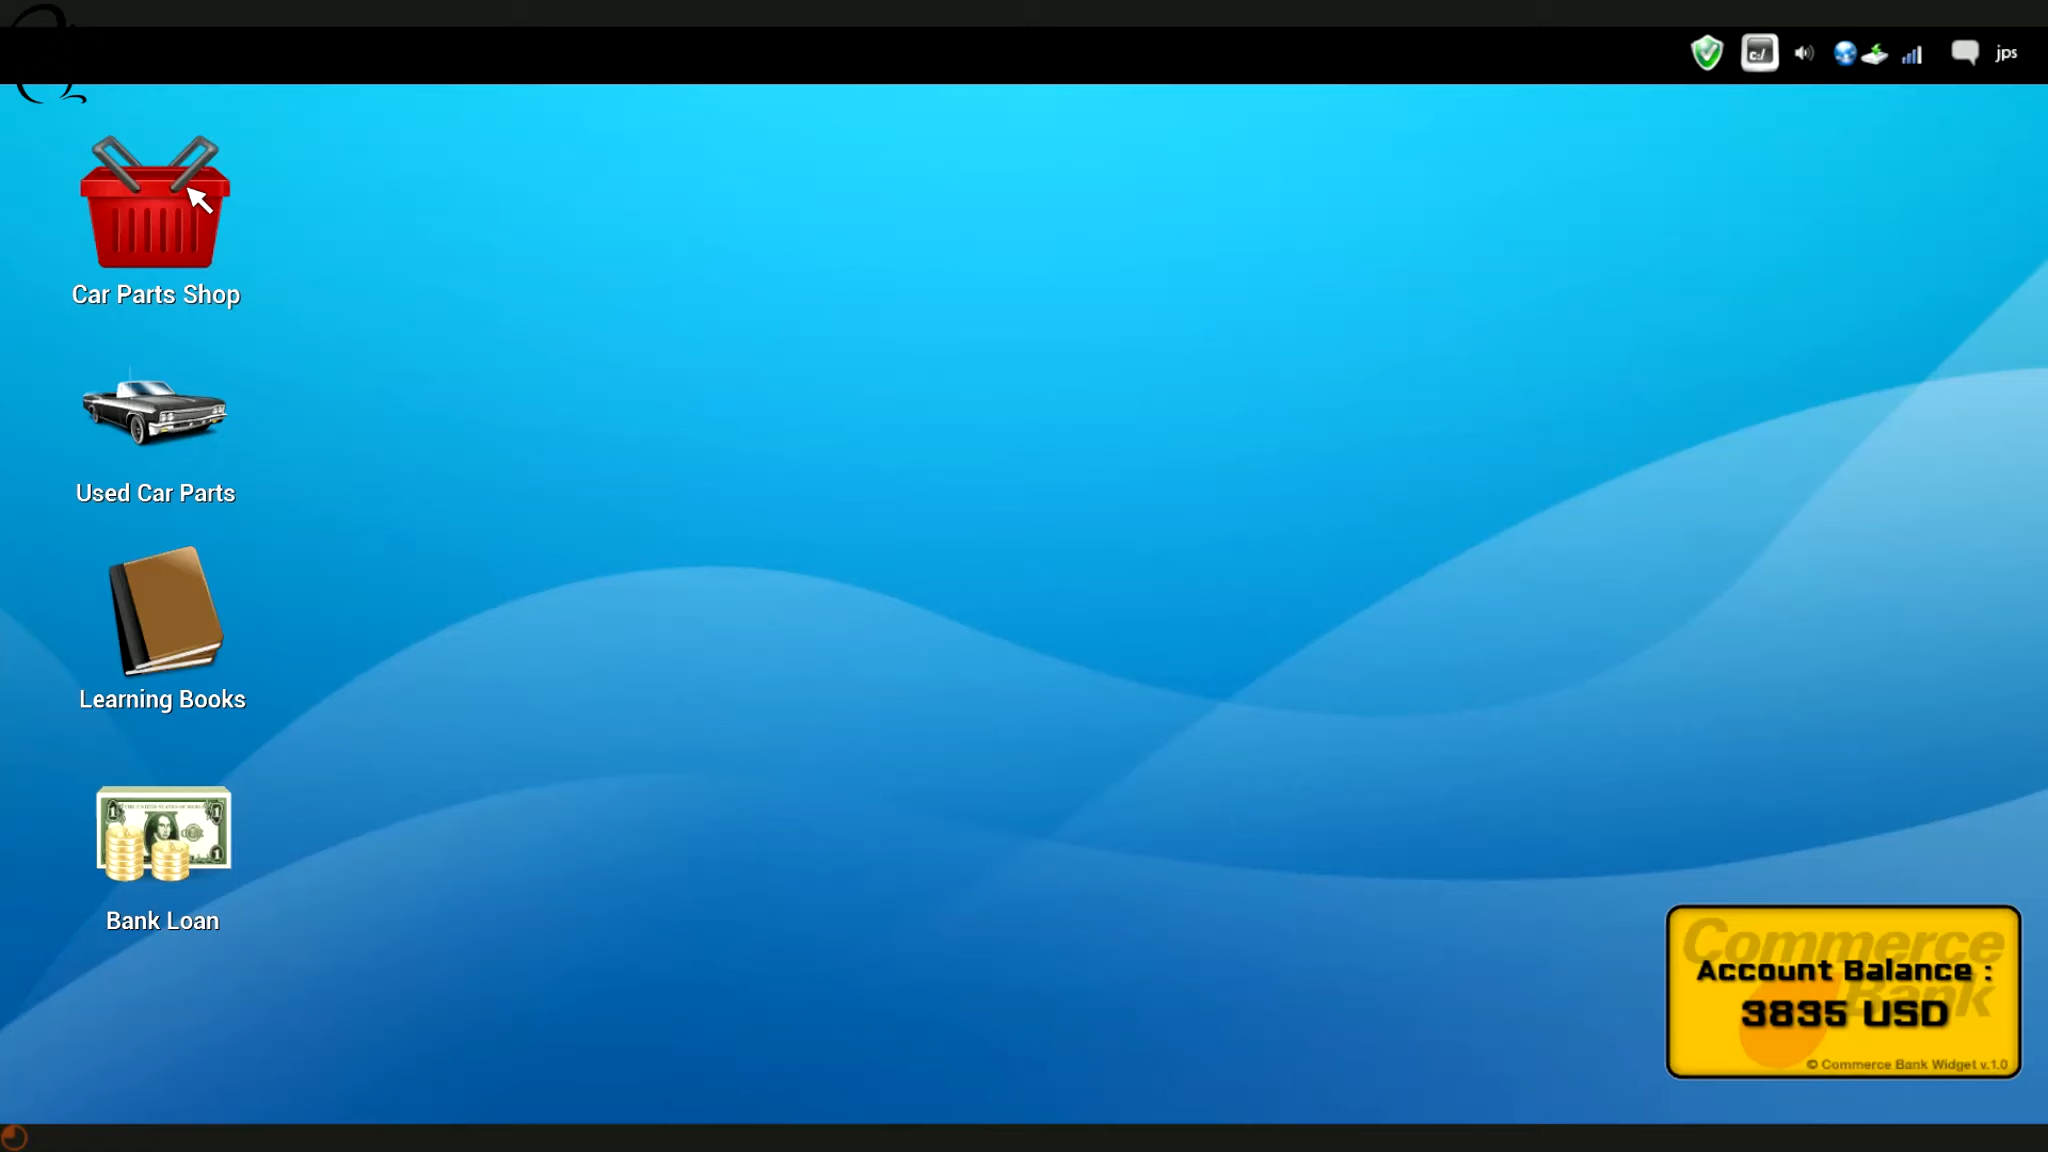 c:/
jps
Car Parts Shop
Used Car Parts
Learning Books
Bank Loan
Commerce
Account Balance :
Bank
3835 USD
© Commerce Bank Widget v.1.0